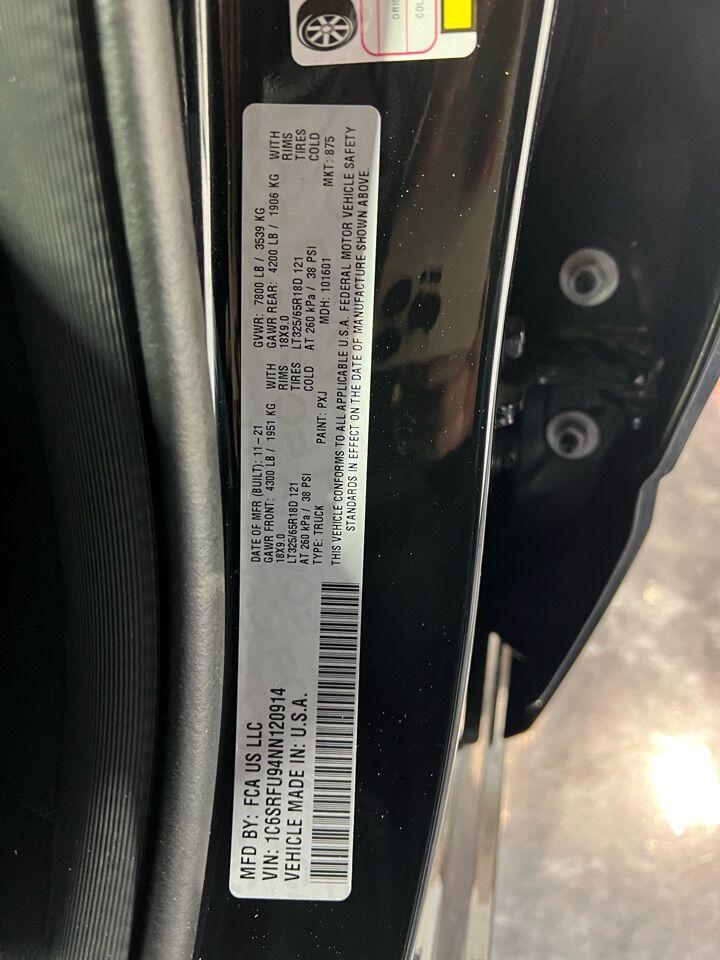 MFD BY: FCA US LLC
VIN: 1C6SRFU94NN120914
VEHICLE MADE IN: U.S.A.
DATE OF MFR (BUILT): 11-21
GVWR: 7800 LB / 3539 KG
GAWR FRONT: 4300 LB / 1951 KG WITH
GAWR REAR: 4200 LB / 1906 KG WITH
18X9.0 RIMS
18X9.0 RIMS
LT325/65R18D 121 TIRES
LT325/65R18D 121 TIRES
AT 260 kPa / 38 PSI COLD
AT 260 kPa / 38 PSI COLD
TYPE: TRUCK PAINT: PXJ MDH: 101601 MKT: 875
THIS VEHICLE CONFORMS TO ALL APPLICABLE U.S.A. FEDERAL MOTOR VEHICLE SAFETY
STANDARDS IN EFFECT ON THE DATE OF MANUFACTURE SHOWN ABOVE.